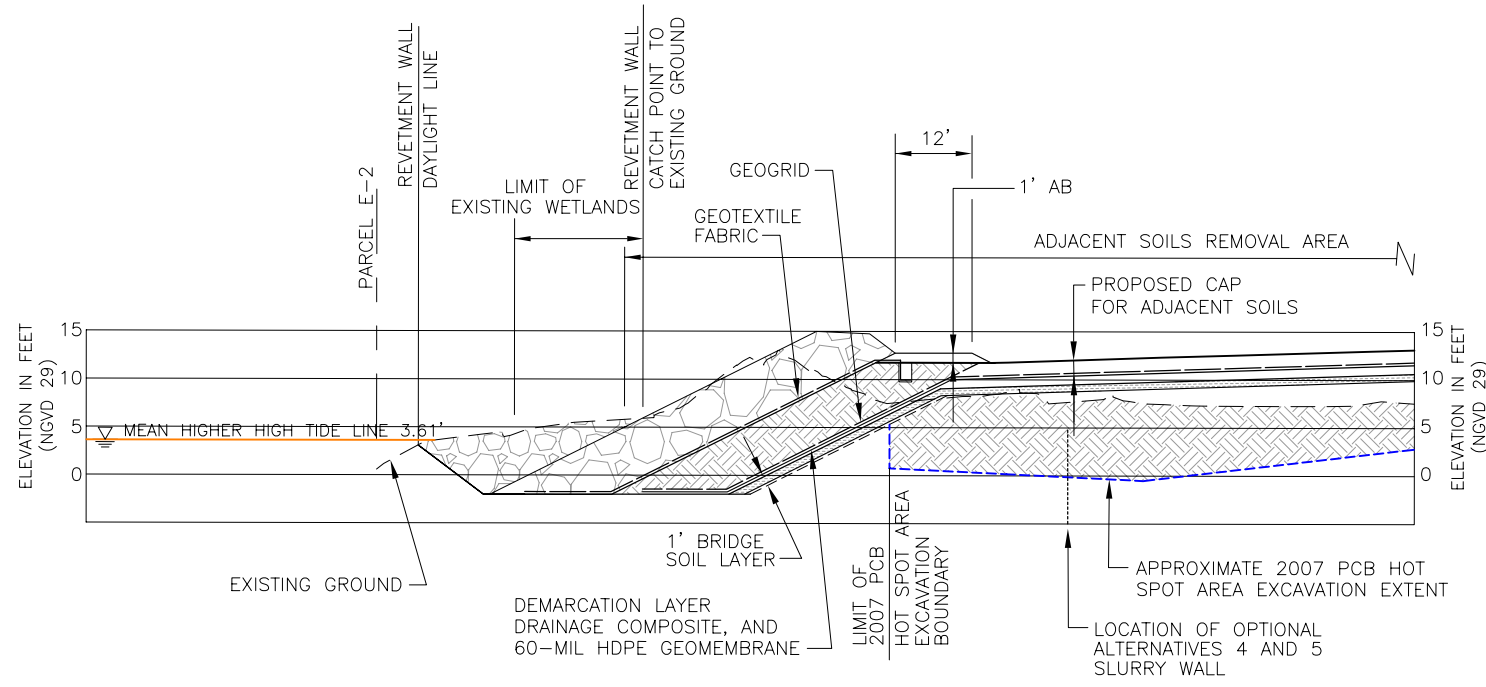 REVETMENT WALL
DAYLIGHT LINE
REVETMENT WALL
CATCH POINT TO
EXISTING GROUND
PARCEL E-2
LIMIT OF
EXISTING WETLANDS
GEOGRID
GEOTEXTILE
FABRIC
12'
1' AB
ADJACENT SOILS REMOVAL AREA
N
PROPOSED CAP
FOR ADJACENT SOILS
ELEVATION IN FEET
(NGVD 29)
15
10
5
0
MEAN HIGHER HIGH TIDE LINE 3.61'
15
10
5
0
ELEVATION IN FEET
(NGVD 29)
EXISTING GROUND
1' BRIDGE
SOIL LAYER
DEMARCATION LAYER
DRAINAGE COMPOSITE, AND
60-MIL HDPE GEOMEMBRANE
LIMIT OF
2007 PCB
HOT SPOT AREA
EXCAVATION
BOUNDARY
APPROXIMATE 2007 PCB HOT
SPOT AREA EXCAVATION EXTENT
LOCATION OF OPTIONAL
ALTERNATIVES 4 AND 5
SLURRY WALL